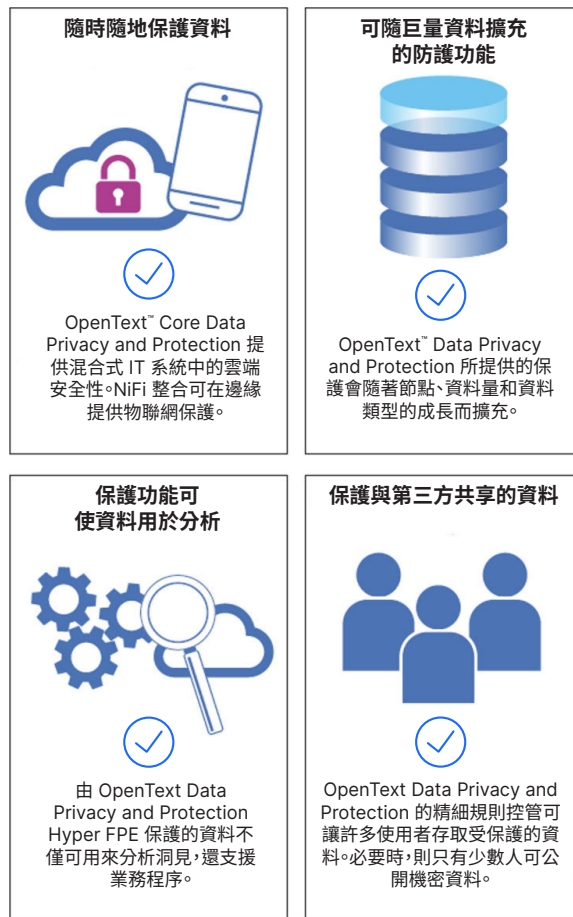 隨時隨地保護資料
OpenText™ Core Data
Privacy and Protection 提
供混合式 IT 系統中的雲端
安全性。NiFi 整合可在邊緣
提供物聯網保護。
可隨巨量資料擴充
的防護功能
OpenText™ Data Privacy
and Protection 所提供的保
護會隨著節點、資料量和資料
類型的成長而擴充。
保護功能可
使資料用於分析
由 OpenText Data
Privacy and Protection
Hyper FPE 保護的資料不
僅可用來分析洞見,還支援
業務程序。
保護與第三方共享的資料
OpenText Data Privacy and
Protection 的精細規則控管可
讓許多使用者存取受保護的資
料。必要時,則只有少數人可公
開機密資料。